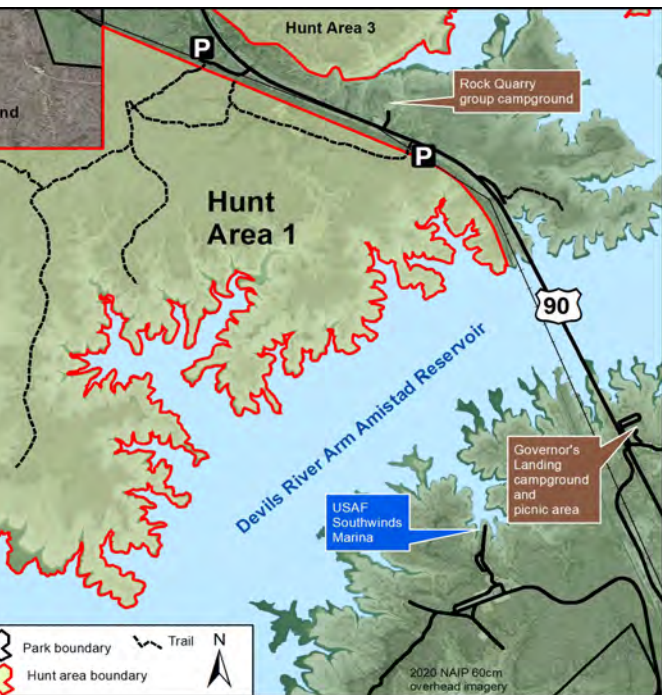 Hunt Area 3
P
Rock Quarry
group campground
nd
P
Hunt
Area 1
90
Devils River Arm Amistad Reservoir
Governor's
Landing
campground
and
picnic area
USAF
Southwinds
Marina
Park boundary
Trail
N
Hunt area boundary
2020 NAIP 60cm
overhead imagery